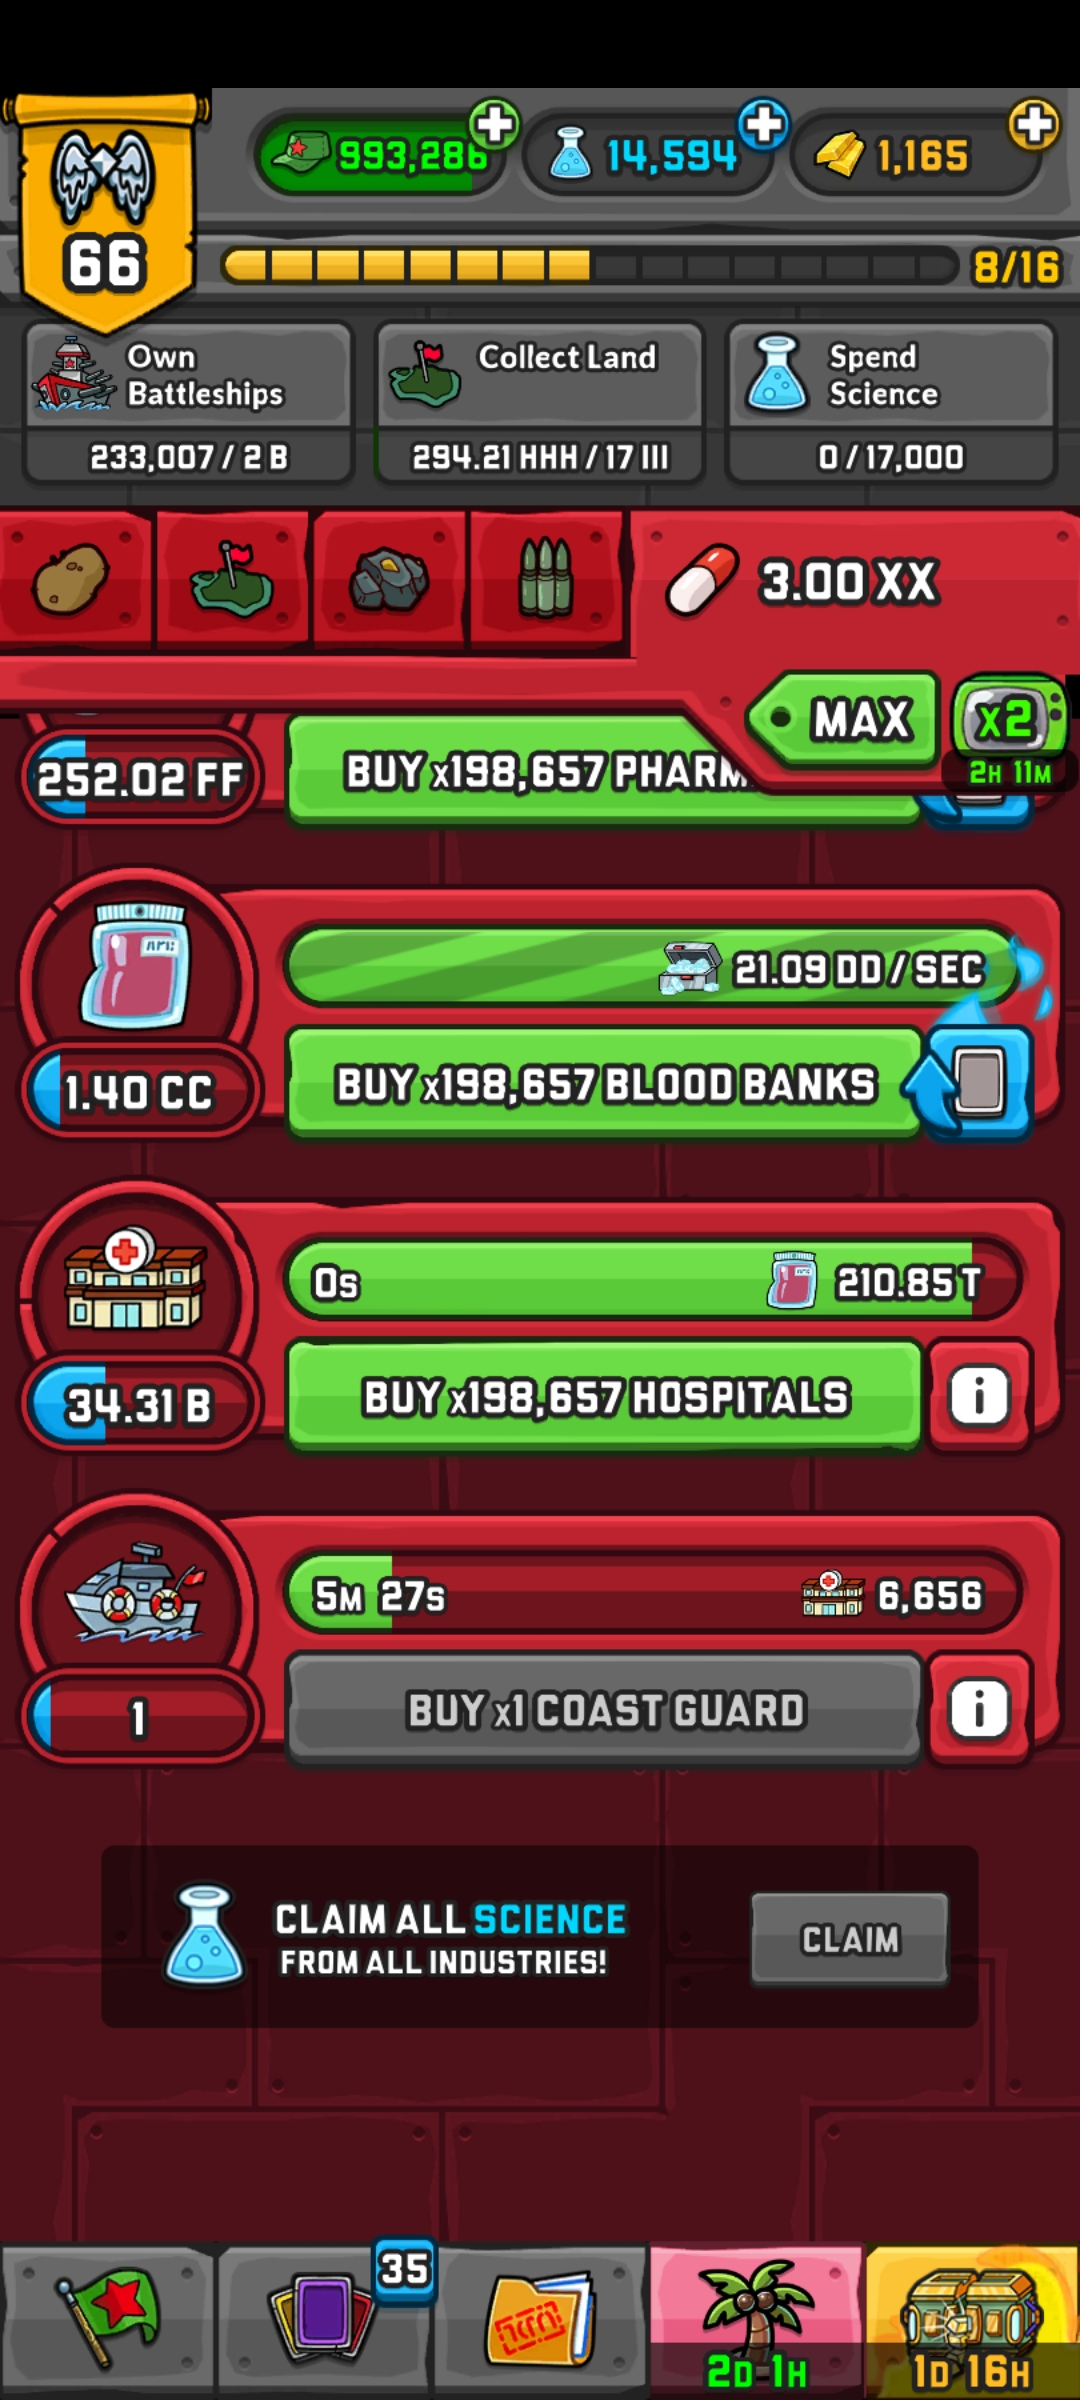 993,286
14,594
1,165
66
8/16
Own
Battleships
233,007 / 2 B
Collect Land
294.21 HHH / 17 III
Spend
Science
0 / 17,000
3.00 XX
MAX
x2
2H 11M
252.02 FF
BUY x198,657 PHARM
21.09 DD / SEC
1.40 CC
BUY x198,657 BLOOD BANKS
0s
210.85 T
34.31 B
BUY x198,657 HOSPITALS
i
5M 27s
6,656
1
BUY x1 COAST GUARD
i
CLAIM ALL SCIENCE
FROM ALL INDUSTRIES!
CLAIM
35
2D 1H
1D 16H